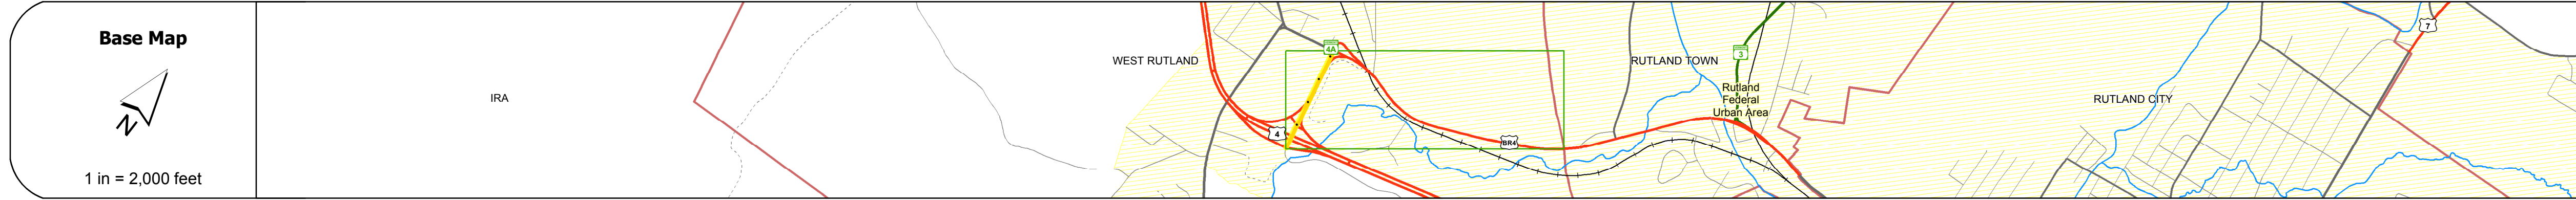 Base Map
N
1 in = 2,000 feet
IRA
WEST RUTLAND
4A
4
BR4
RUTLAND TOWN
3
Rutland
Federal
Urban Area
RUTLAND CITY
7